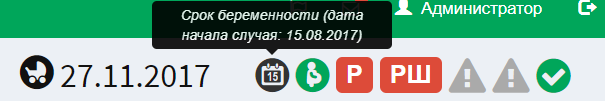 Администратор
Срок беременности (дата
начала случая: 15.08.2017)
27.11.2017 15 Р РШ